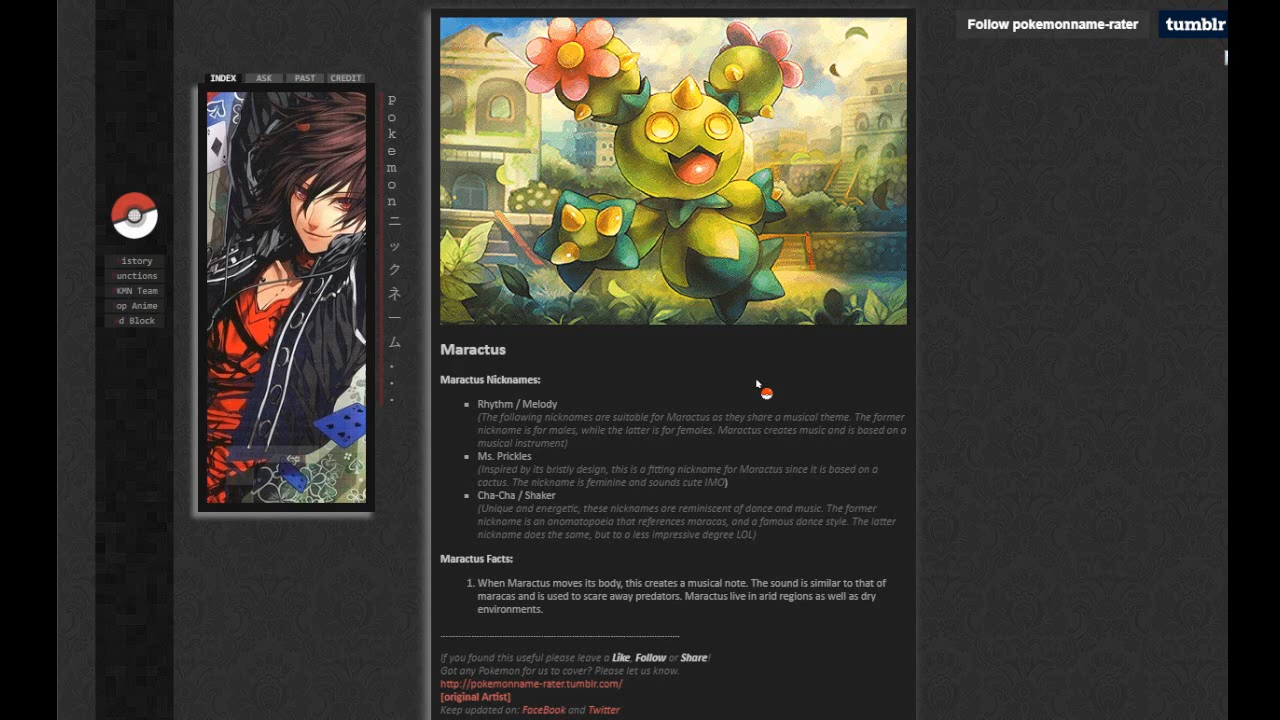 Follow pokemonname-rater
tumblr
INDEX ASK PAST CREDIT
Pokemonニックネーム...
istory
unctions
KMN Team
op Anime
d Block
Maractus
Maractus Nicknames:
Rhythm / Melody
(The following nicknames are suitable for Maractus as they share a musical theme. The former
nickname is for males, while the latter is for females. Maractus creates music and is based on a
musical instrument)
Ms. Prickles
(Inspired by its bristly design, this is a fitting nickname for Maractus since it is based on a
cactus. The nickname is feminine and sounds cute IMO)
Cha-Cha / Shaker
(Unique and energetic, these nicknames are reminiscent of dance and music. The former
nickname is an onomatopoeia that references maracas, and a famous dance style. The latter
nickname does the same, but to a less impressive degree LOL)
Maractus Facts:
1. When Maractus moves its body, this creates a musical note. The sound is similar to that of
maracas and is used to scare away predators. Maractus live in arid regions as well as dry
environments.
If you found this useful please leave a Like, Follow or Share!
Got any Pokemon for us to cover? Please let us know.
http://pokemonname-rater.tumblr.com/
[original Artist]
Keep updated on: FaceBook and Twitter